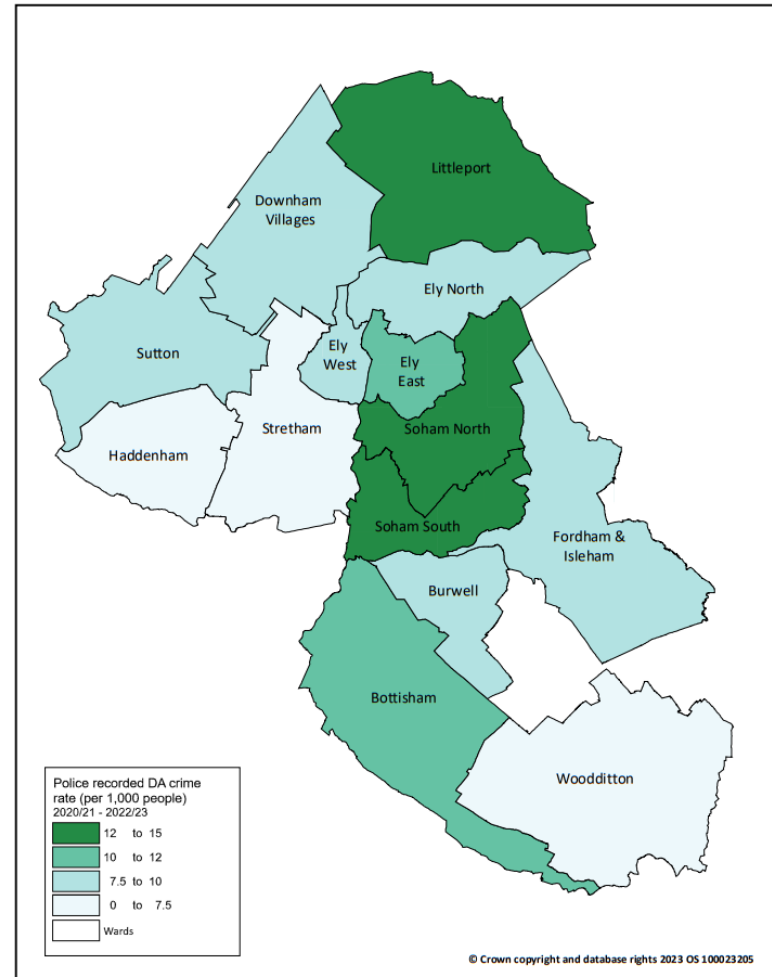 Littleport
Downham
Villages
Ely North
Sutton
Ely
West
Ely
East
Stretham
Soham North
Haddenham
Soham South
Fordham &
Isleham
Burwell
Bottisham
Woodditton
Police recorded DA crime
rate (per 1,000 people)
2020/21 - 2022/23
12 to 15
10 to 12
7.5 to 10
0 to 7.5
Wards
© Crown copyright and database rights 2023 OS 100023205